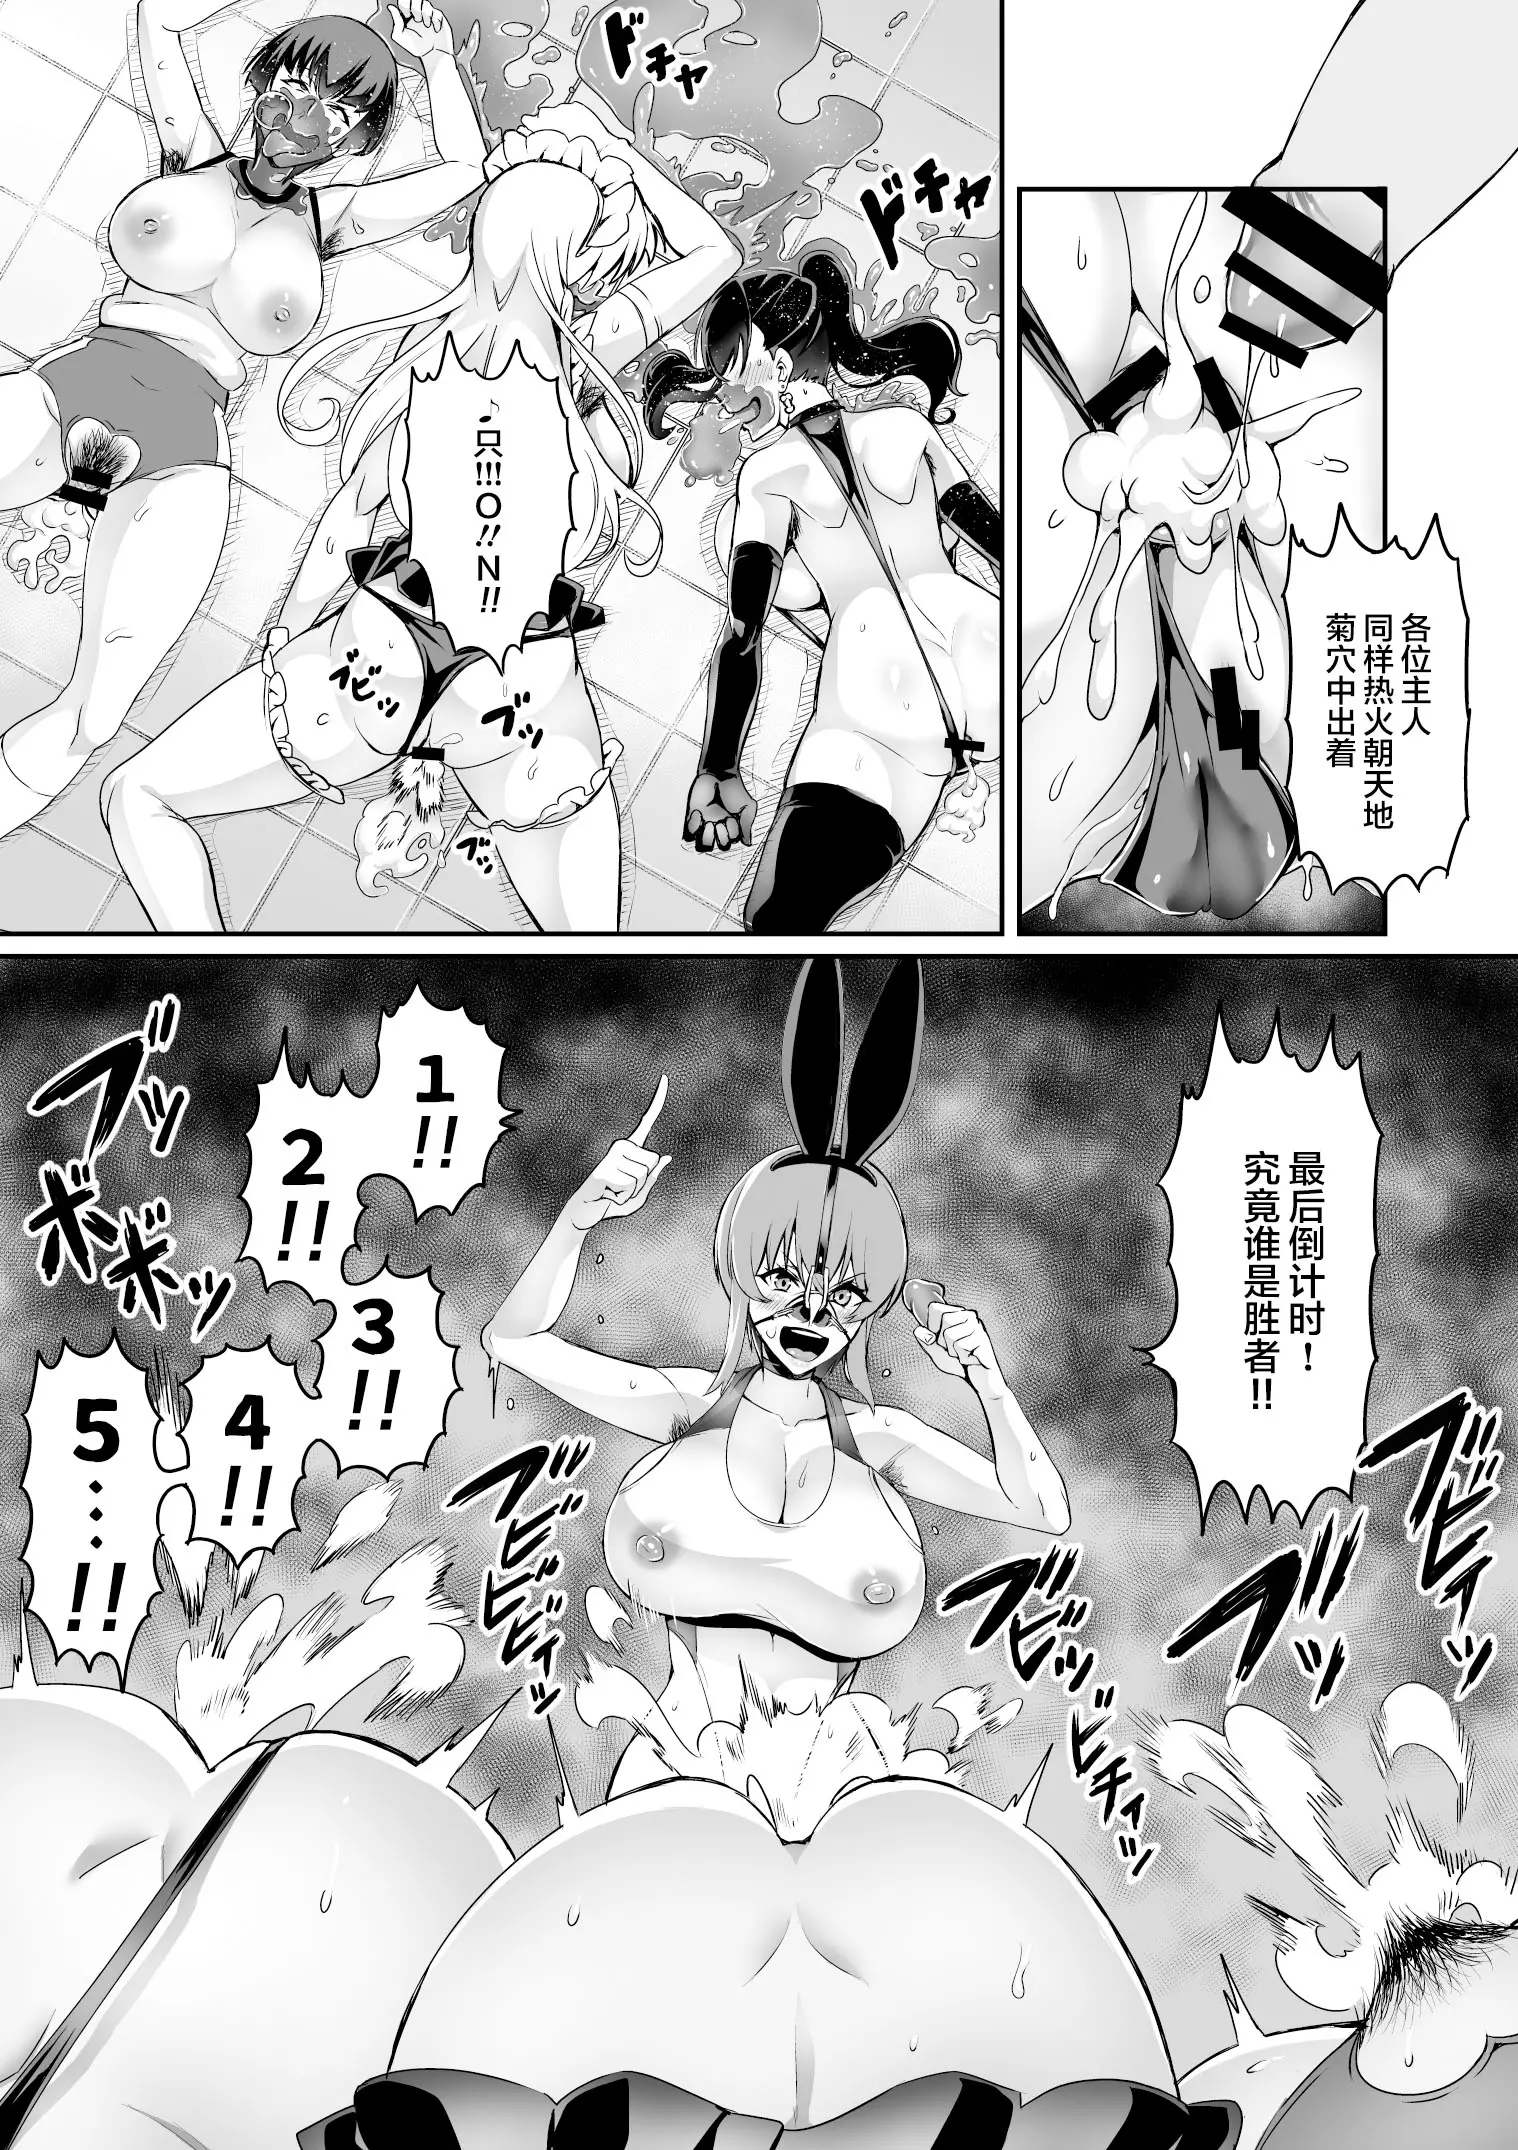 各位主人
同样热火朝天地
菊穴中出着
ドチャ
ドチャ
♪只!!!O!!N!!
ブビッ
ブッ
ブッ
最后倒计时！
究竟谁是胜者!!
1!!
2!!
3!!
4!!
5…!!
ブッ
ボボボッ
ブビビビィッ
ブビッ
ビチィッ
ブッ
ブビィッ